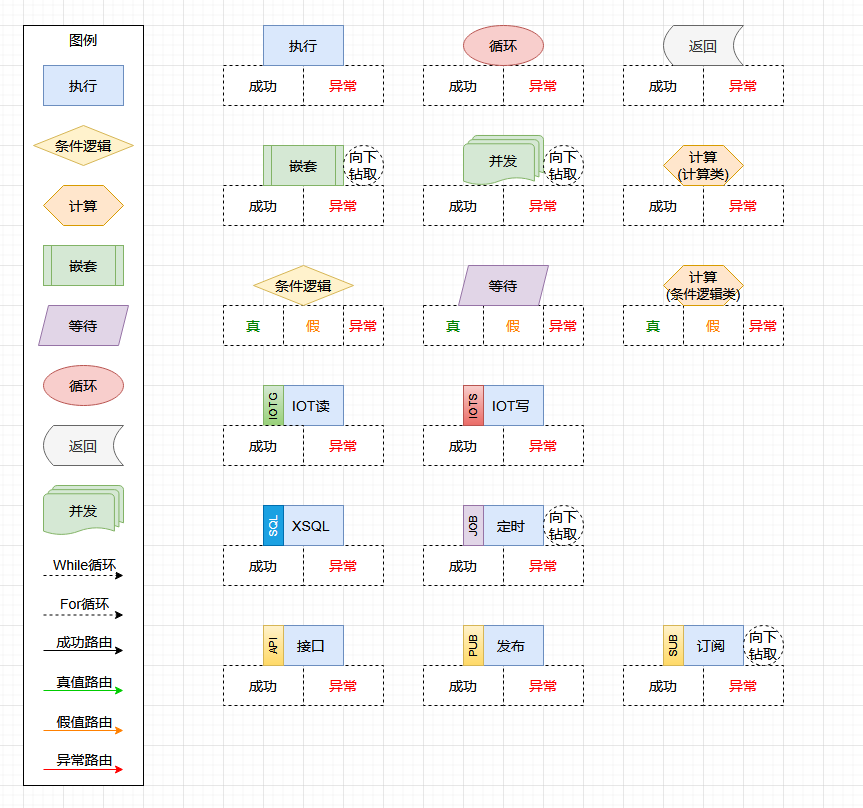 图例
执行
条件逻辑
计算
嵌套
等待
循环
返回
并发
While循环
For循环
成功路由
真值路由
假值路由
异常路由
执行
成功
异常
循环
成功
异常
返回
成功
异常
嵌套
向下
钻取
成功
异常
并发
向下
钻取
成功
异常
计算
(计算类)
成功
异常
条件逻辑
真
假
异常
等待
真
假
异常
计算
(条件逻辑类)
真
假
异常
IOTG
IOT读
成功
异常
IOTS
IOT写
成功
异常
SQL
XSQL
成功
异常
JOB
定时
向下
钻取
成功
异常
API
接口
成功
异常
PUB
发布
成功
异常
SUB
订阅
向下
钻取
成功
异常